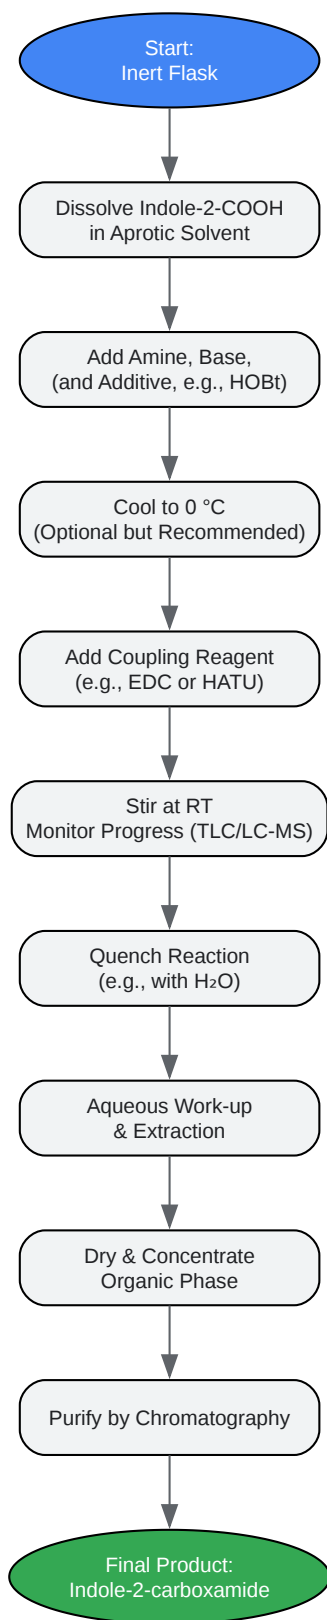 Start:
Inert Flask
Dissolve Indole-2-COOH
in Aprotic Solvent
Add Amine, Base,
(and Additive, e.g., HOBt)
Cool to 0 °C
(Optional but Recommended)
Add Coupling Reagent
(e.g., EDC or HATU)
Stir at RT
Monitor Progress (TLC/LC-MS)
Quench Reaction
(e.g., with H₂O)
Aqueous Work-up
& Extraction
Dry & Concentrate
Organic Phase
Purify by Chromatography
Final Product:
Indole-2-carboxamide